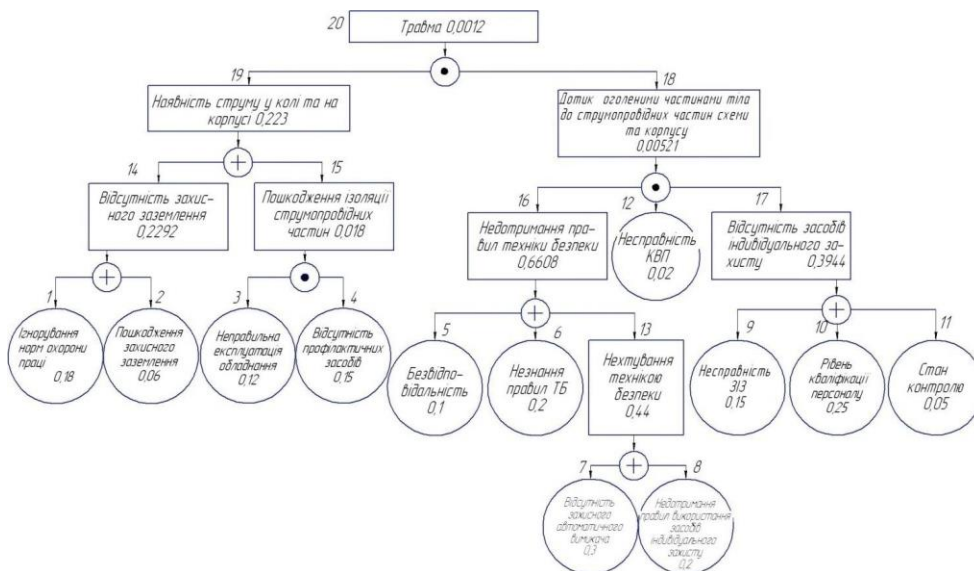 20
Травма 0,0012
19
Наявність струму у колі та на
корпусі 0,223
18
Дотик оголеними частинами тіла
до струмопровідних частин схеми
та корпусу
0,00521
14
Відсутність захис-
ного заземлення
0,2292
15
Пошкодження ізоляції
струмопровідних
частин 0,018
16
Недотримання пра-
вил техніки безпеки
0,6608
12
Несправність
КВП
0,02
17
Відсутність засобів
індивідуального за-
хисту 0,3944
1
Ігнорування
норм охорони
праці
0,18
2
Пошкодження
захисного
заземлення
0,06
3
Неправильна
експлуатація
обладнання
0,12
4
Відсутність
профілактичних
засобів
0,15
5
Безвідпо-
відальність
0,1
6
Незнання
правил ТБ
0,2
13
Нехтування
технікою
безпеки
0,44
9
Несправність
ЗІЗ
0,15
10
Рівень
кваліфікації
персоналу
0,25
11
Стан
контролю
0,05
7
Відсутність
захисного
автоматичного
вимикача
0,3
8
Недотримання
правил використання
засобів
індивідуального
захисту
0,2